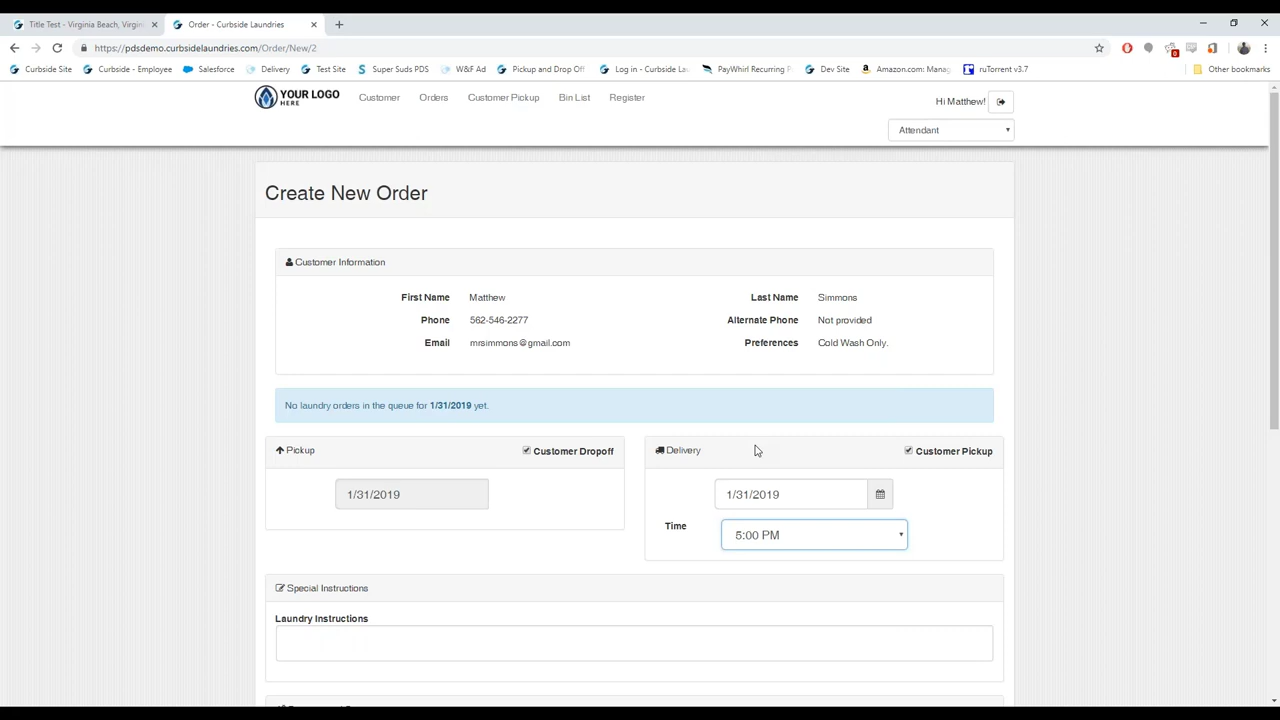 Title Test - Virginia Beach, Virgini
Order - Curbside Laundries
https://pdsdemo.curbsidelaundries.com/Order/New/2
Curbside Site
Curbside - Employee
Salesforce
Delivery
Test Site
Super Suds PDS
W&F Ad
Pickup and Drop Off
Log in - Curbside La
PayWhirl Recurring P
Dev Site
Amazon.com: Manag
ruTorrent v3.7
Other bookmarks
YOUR LOGO
HERE
Customer
Orders
Customer Pickup
Bin List
Register
Hi Matthew!
Attendant
Create New Order
Customer Information
First Name Matthew
Last Name Simmons
Phone 562-546-2277
Alternate Phone Not provided
Email mrsimmons@gmail.com
Preferences Cold Wash Only.
No laundry orders in the queue for 1/31/2019 yet.
Pickup
Customer Dropoff
Delivery
Customer Pickup
1/31/2019
1/31/2019
Time 5:00 PM
Special Instructions
Laundry Instructions